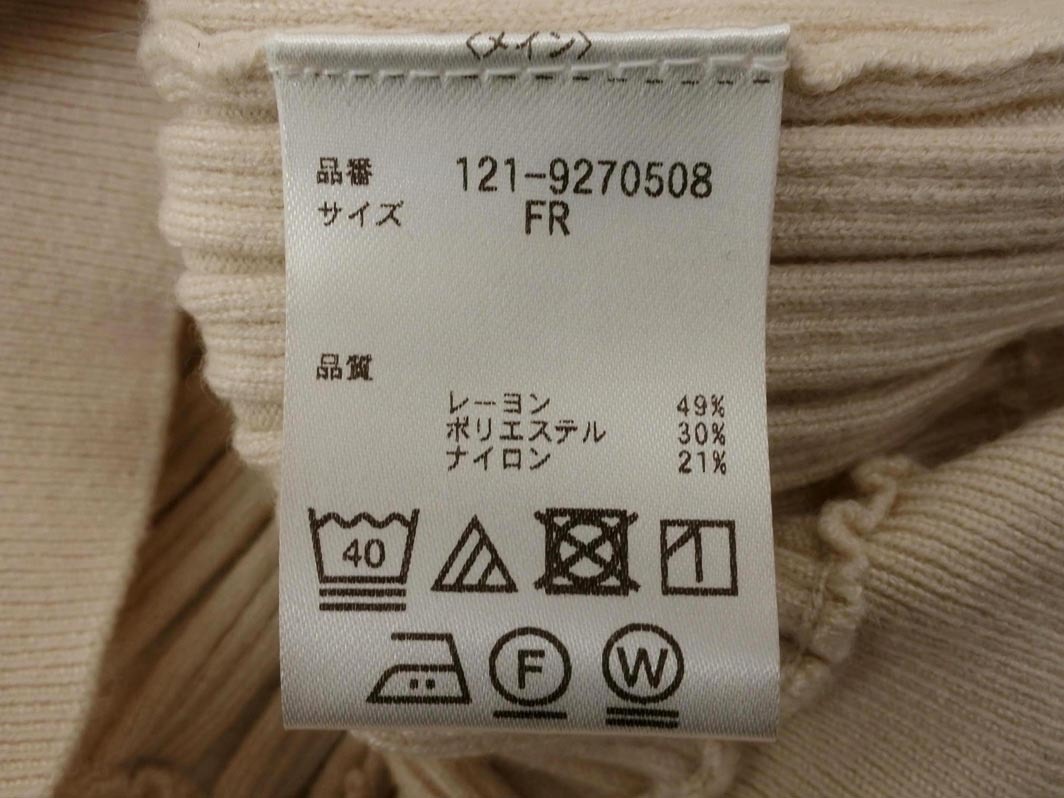 〈メイン〉
品番 121-9270508
サイズ FR
品質
レーヨン 49%
ポリエステル 30%
ナイロン 21%
40
F W